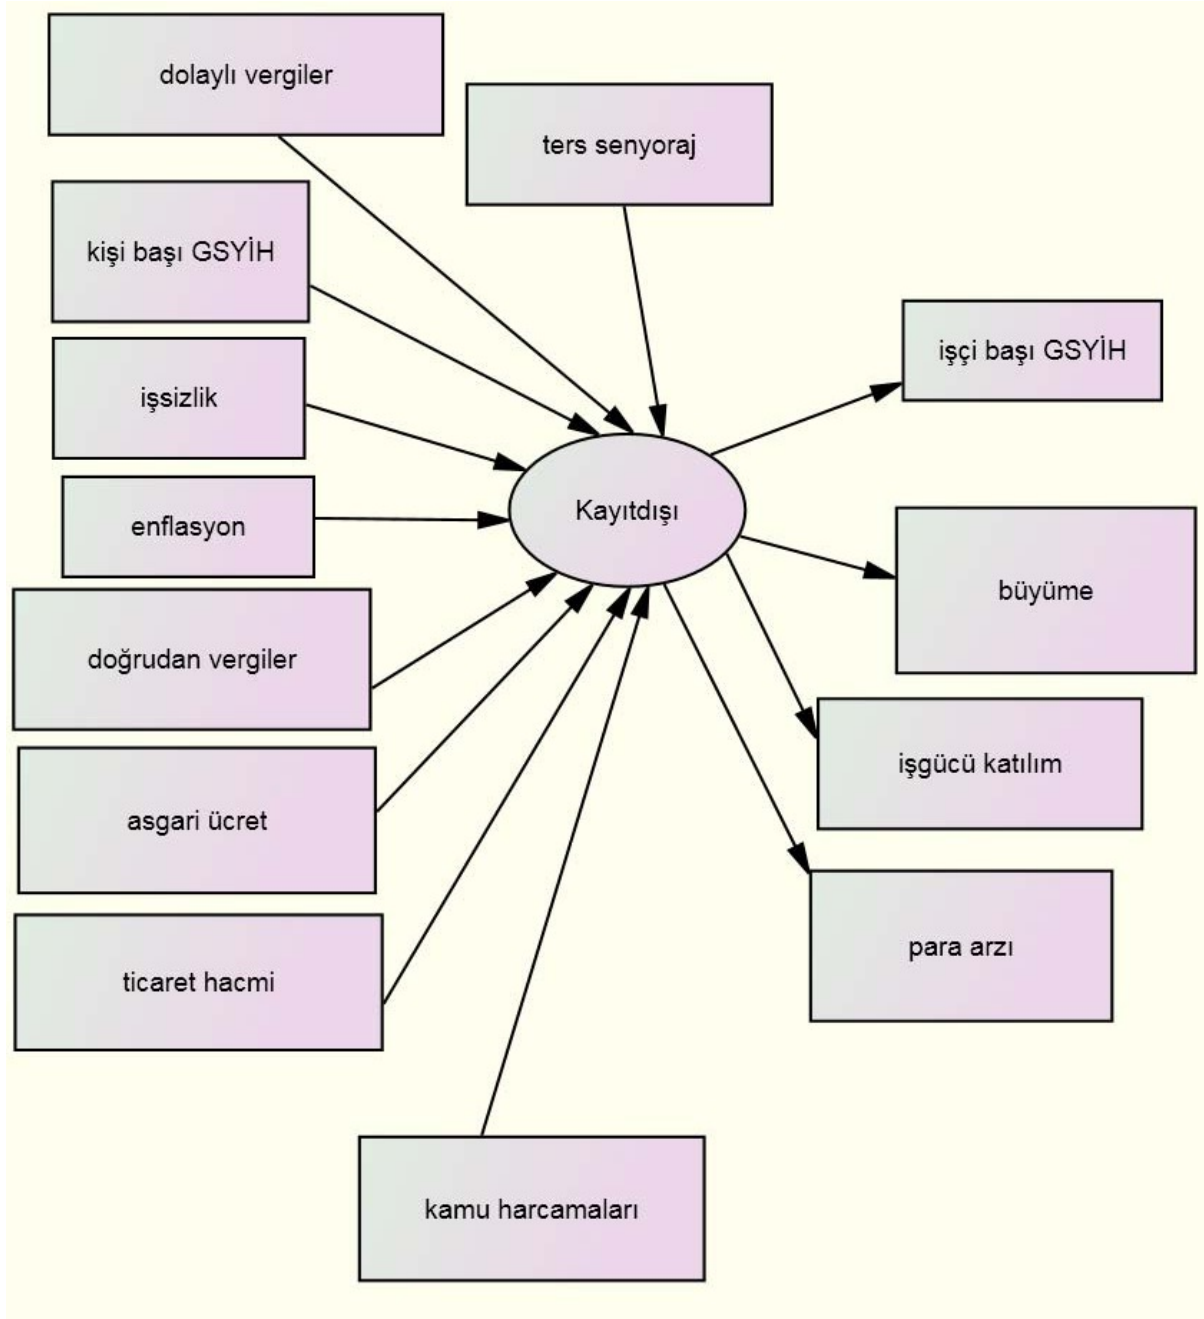 dolaylı vergiler
ters senyoraj
kişi başı GSYİH
işsizlik
enflasyon
doğrudan vergiler
asgari ücret
ticaret hacmi
kamu harcamaları
Kayıtdışı
işçi başı GSYİH
büyüme
işgücü katılım
para arzı